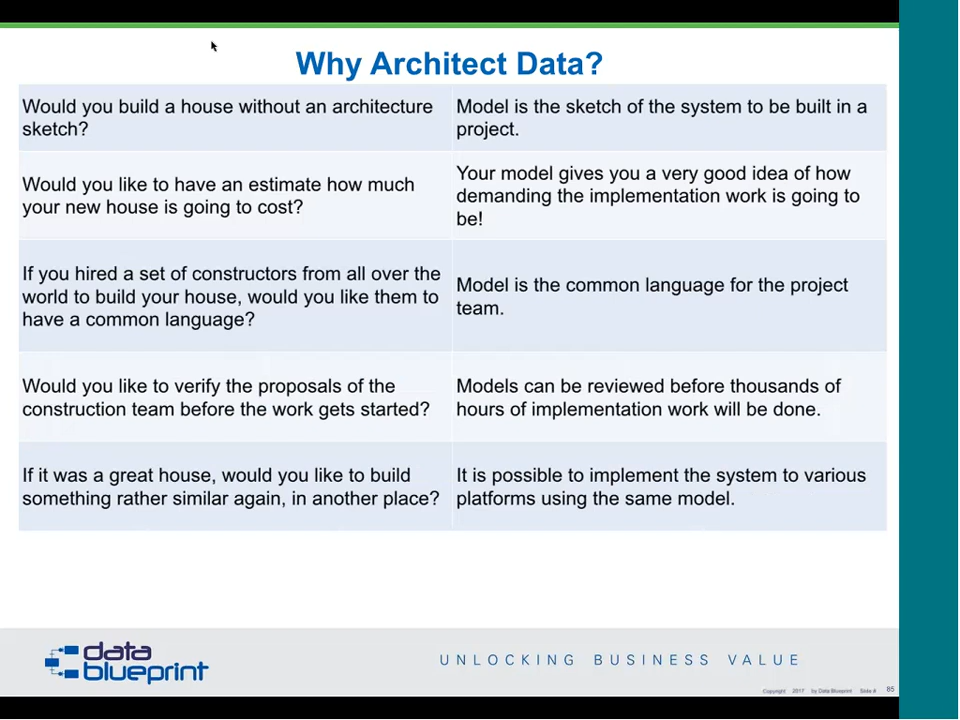 Why Architect Data?
Would you build a house without an architecture
sketch?
Model is the sketch of the system to be built in a
project.
Would you like to have an estimate how much
your new house is going to cost?
Your model gives you a very good idea of how
demanding the implementation work is going to
be!
If you hired a set of constructors from all over the
world to build your house, would you like them to
have a common language?
Model is the common language for the project
team.
Would you like to verify the proposals of the
construction team before the work gets started?
Models can be reviewed before thousands of
hours of implementation work will be done.
If it was a great house, would you like to build
something rather similar again, in another place?
It is possible to implement the system to various
platforms using the same model.
data
blueprint
UNLOCKING BUSINESS VALUE
Copyright 2017 by Data Blueprint Slide # 85